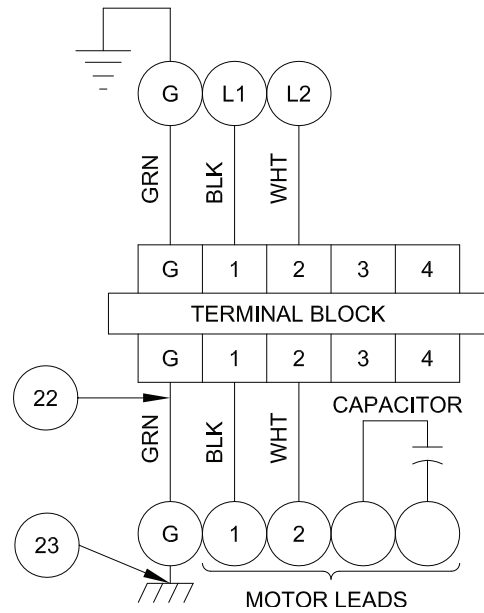 G L1 L2
GRN BLK WHT
G 1 2 3 4
TERMINAL BLOCK
G 1 2 3 4
22
CAPACITOR
GRN BLK WHT
G 1 2
23
MOTOR LEADS